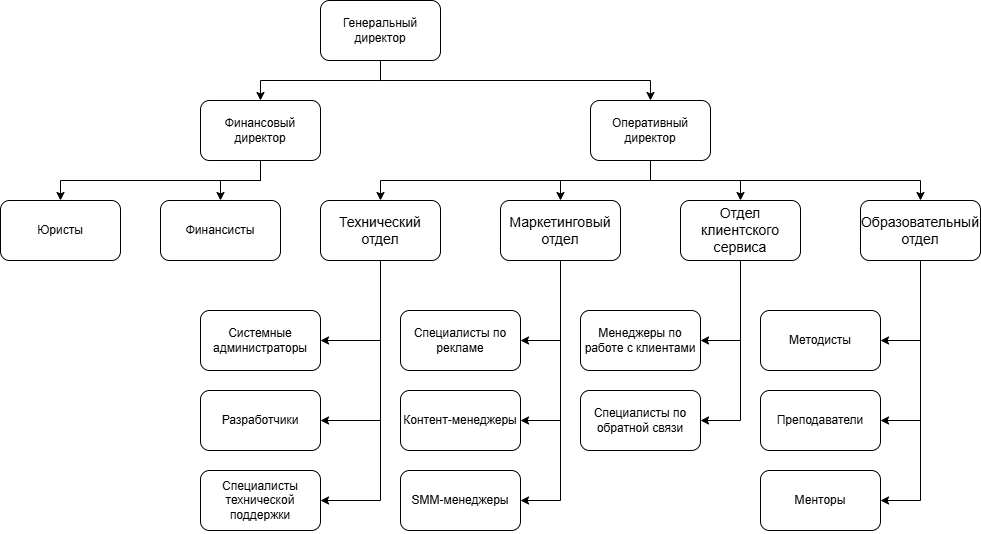 Генеральный
директор
Финансовый
директор
Оперативный
директор
Юристы
Финансисты
Технический
отдел
Маркетинговый
отдел
Отдел
клиентского
сервиса
Образовательный
отдел
Системные
администраторы
Специалисты по
рекламе
Менеджеры по
работе с клиентами
Методисты
Разработчики
Контент-менеджеры
Специалисты по
обратной связи
Преподаватели
Специалисты
технической
поддержки
SMM-менеджеры
Менторы